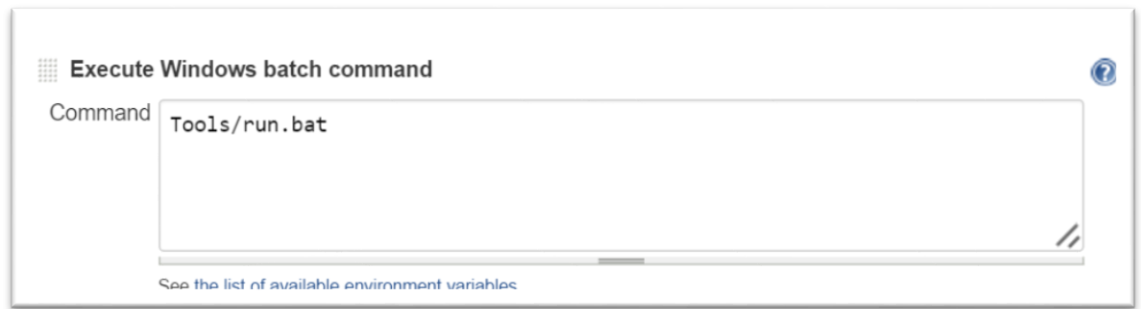 Execute Windows batch command
Command
Tools/run.bat
See the list of available environment variables